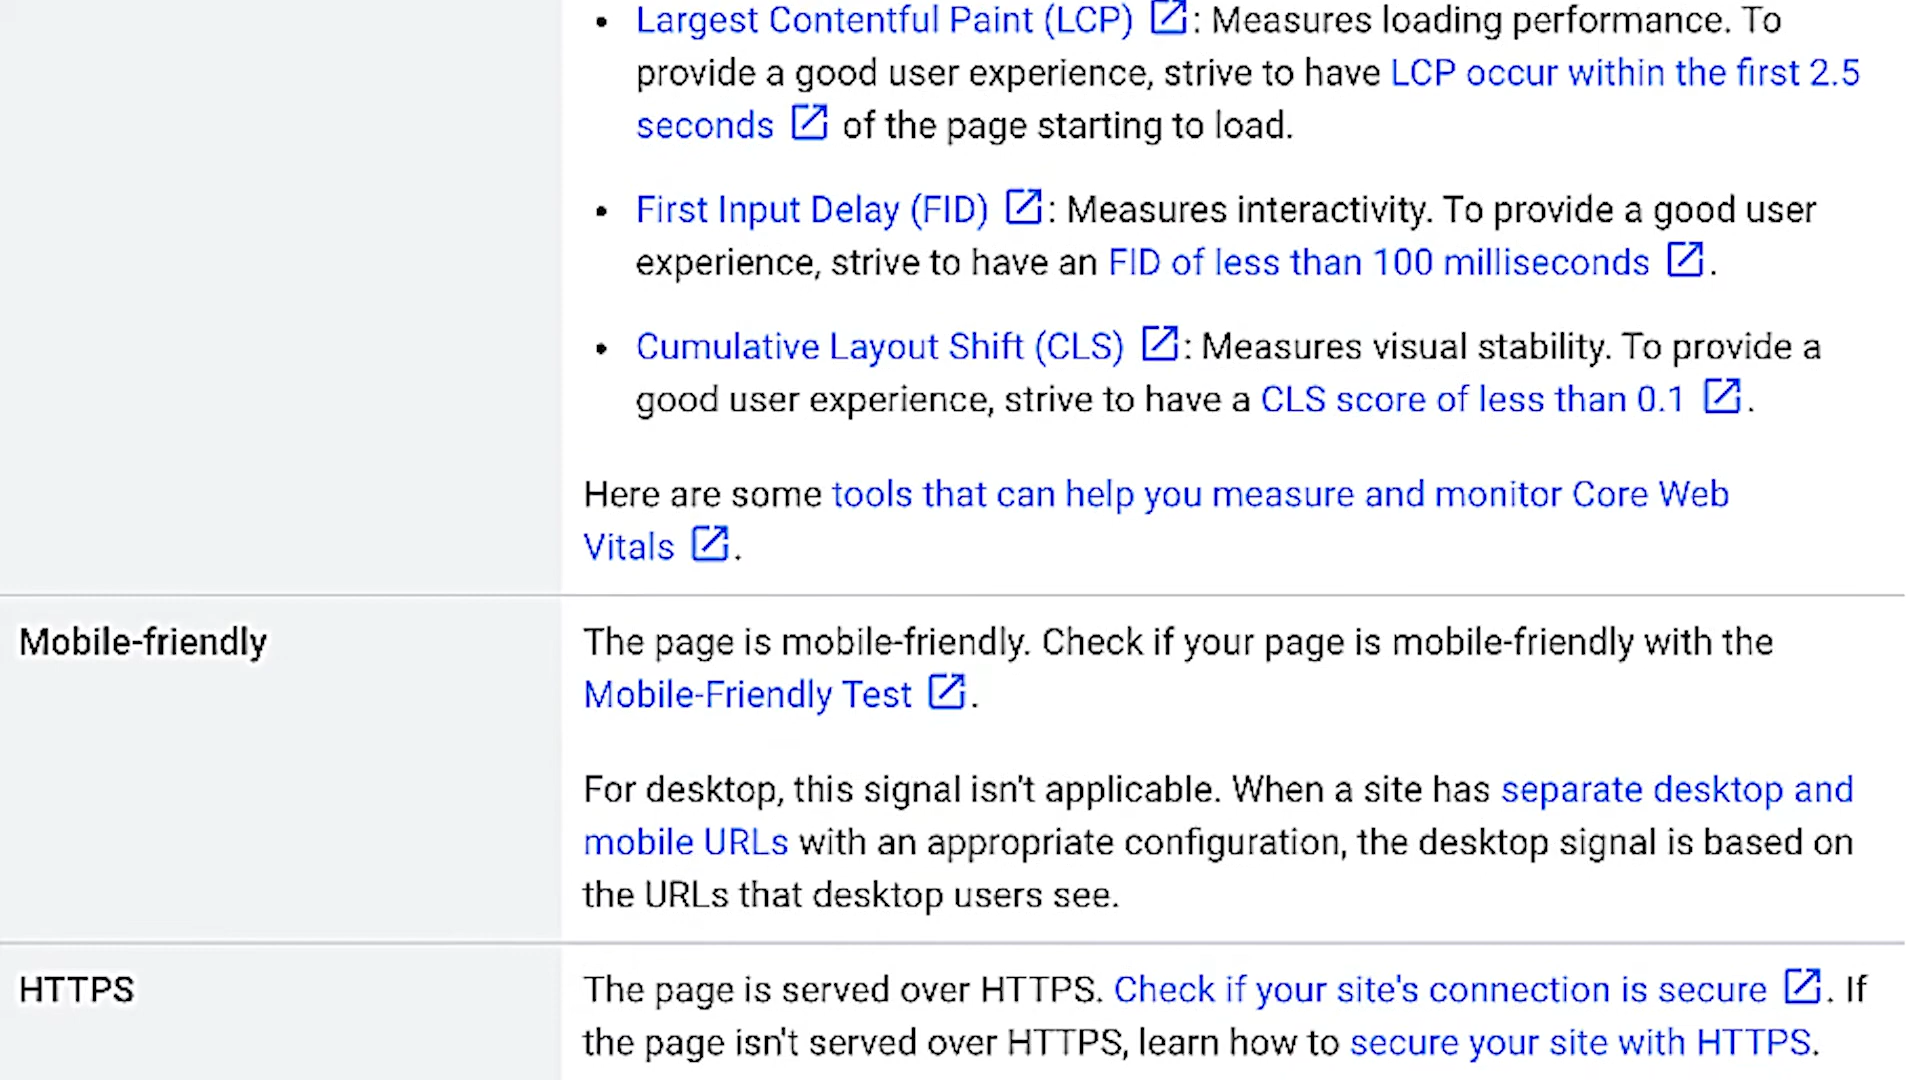 • Largest Contentful Paint (LCP): Measures loading performance. To
provide a good user experience, strive to have LCP occur within the first 2.5
seconds of the page starting to load.
• First Input Delay (FID): Measures interactivity. To provide a good user
experience, strive to have an FID of less than 100 milliseconds.
• Cumulative Layout Shift (CLS): Measures visual stability. To provide a
good user experience, strive to have a CLS score of less than 0.1.
Here are some tools that can help you measure and monitor Core Web
Vitals.
Mobile-friendly
The page is mobile-friendly. Check if your page is mobile-friendly with the
Mobile-Friendly Test.
For desktop, this signal isn't applicable. When a site has separate desktop and
mobile URLs with an appropriate configuration, the desktop signal is based on
the URLs that desktop users see.
HTTPS
The page is served over HTTPS. Check if your site's connection is secure. If
the page isn't served over HTTPS, learn how to secure your site with HTTPS.